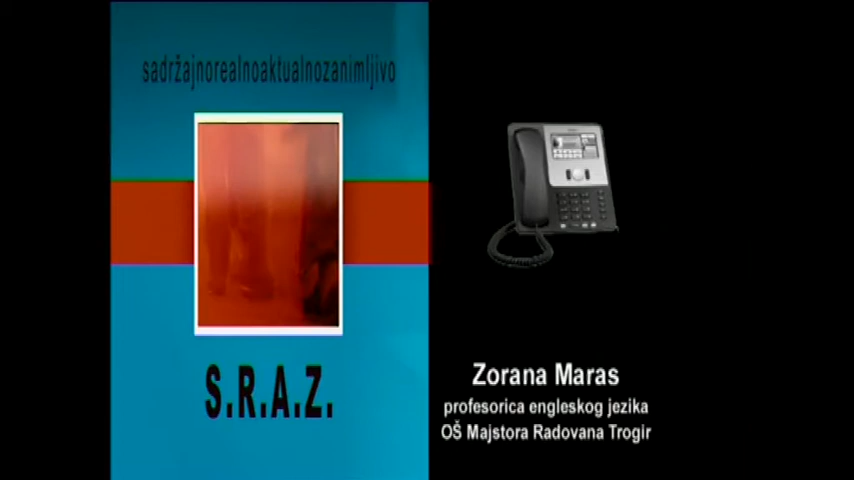 sadržajnorealnoaktualnozanimljivo
S.R.A.Z.
Zorana Maras
profesorica engleskog jezika
OŠ Majstora Radovana Trogir